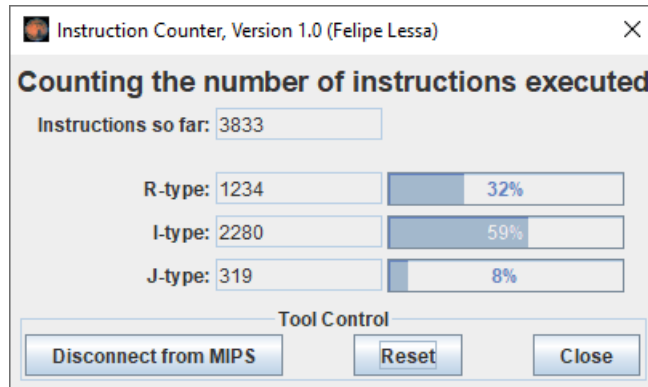 Instruction Counter, Version 1.0 (Felipe Lessa)
Counting the number of instructions executed
Instructions so far: 3833
R-type: 1234 32%
I-type: 2280 59%
J-type: 319 8%
Tool Control
Disconnect from MIPS Reset Close